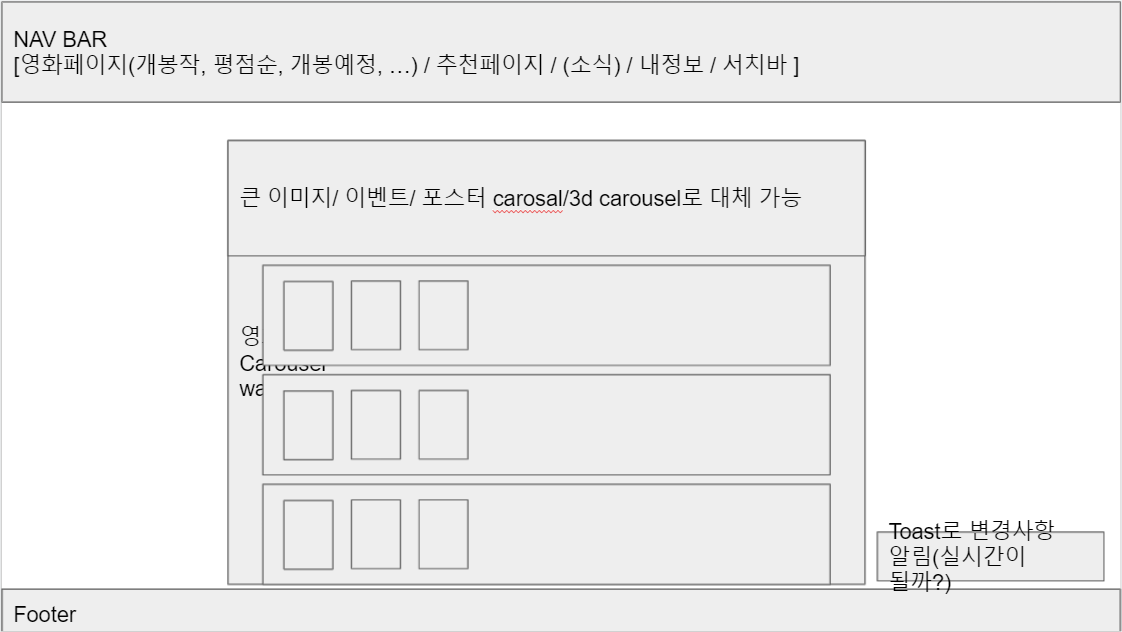 NAV BAR
[영화페이지(개봉작, 평점순, 개봉예정, …) / 추천페이지 / (소식) / 내정보 / 서치바 ]
큰 이미지/ 이벤트/ 포스터 carosal/3d carousel로 대체 가능
영
Carousel
Toast로 변경사항
알림(실시간이
될까?)
Footer